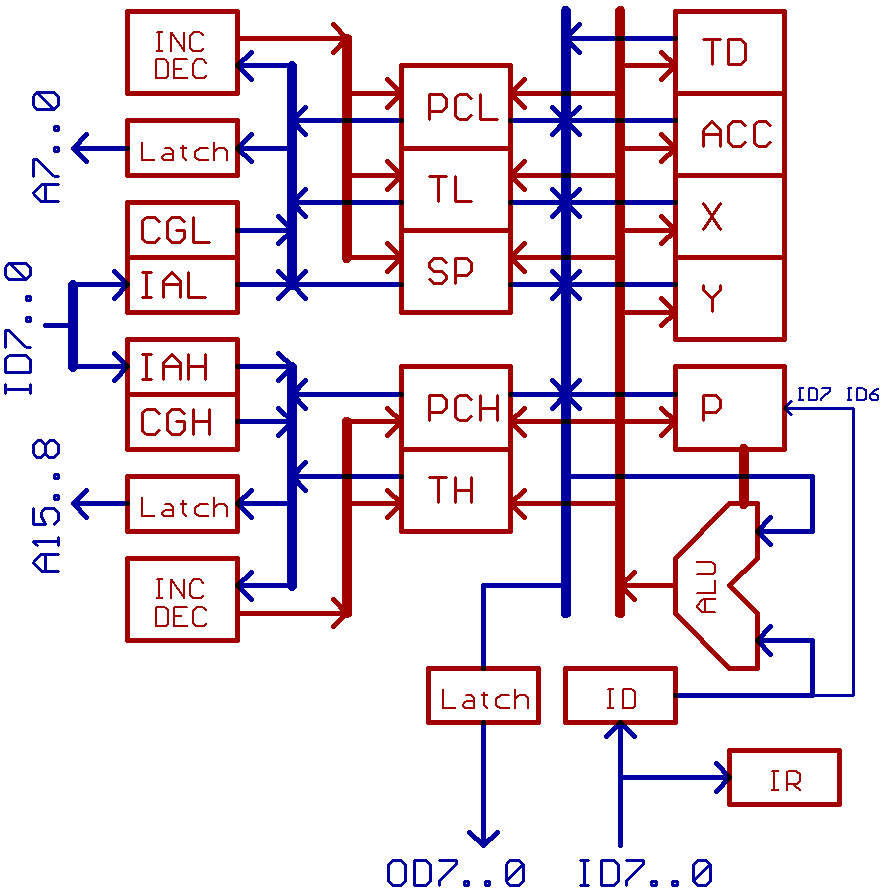 INC
DEC
TD
A7..0
PCL
Latch
ACC
TL
CGL
X
SP
IAL
Y
ID7..0
IAH
PCH
P
ID7 ID6
CGH
TH
A15..8
Latch
INC
DEC
ALU
Latch
ID
IR
OD7..0
ID7..0